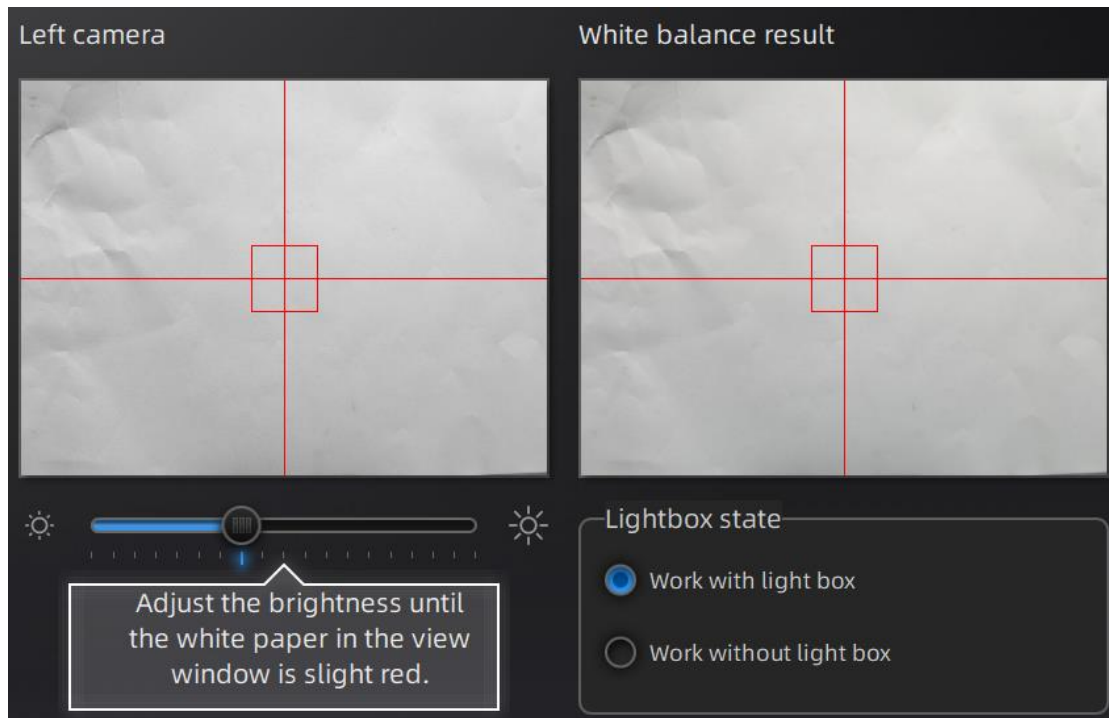 Left camera
White balance result
Adjust the brightness until
the white paper in the view
window is slight red.
Lightbox state
Work with light box
Work without light box